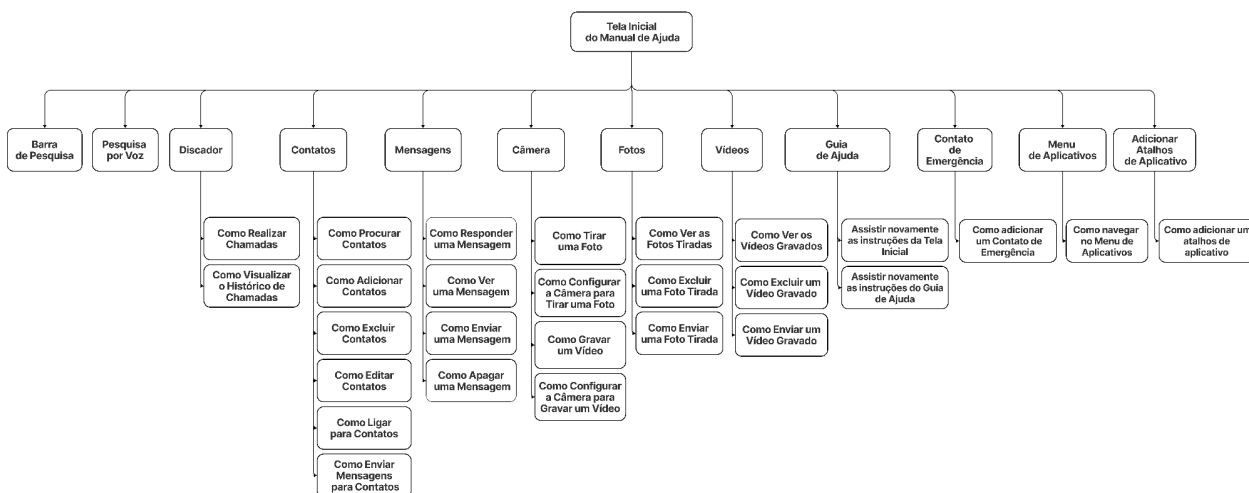 Tela Inicial
do Manual de Ajuda
Barra
de Pesquisa
Pesquisa
por Voz
Discador
Contatos
Mensagens
Câmera
Fotos
Vídeos
Guia
de Ajuda
Contato
de
Emergência
Menu
de Aplicativos
Adicionar
Atalhos
de Aplicativo
Como Realizar
Chamadas
Como Visualizar
o Histórico de
Chamadas
Como Procurar
Contatos
Como Adicionar
Contatos
Como Excluir
Contatos
Como Editar
Contatos
Como Ligar
para Contatos
Como Enviar
Mensagens
para Contatos
Como Responder
uma Mensagem
Como Ver
uma Mensagem
Como Enviar
uma Mensagem
Como Apagar
uma Mensagem
Como Tirar
uma Foto
Como Configurar
a Câmera para
Tirar uma Foto
Como Gravar
um Vídeo
Como Configurar
a Câmera para
Gravar um Vídeo
Como Ver as
Fotos Tiradas
Como Excluir
uma Foto Tirada
Como Enviar
uma Foto Tirada
Como Ver os
Vídeos Gravados
Como Excluir um
Vídeo Gravado
Como Enviar um
Vídeo Gravado
Assistir novamente
as instruções da Tela
Inicial
Assistir novamente
as instruções do Guia
de Ajuda
Como adicionar
um Contato de
Emergência
Como navegar
no Menu de
Aplicativos
Como adicionar um
atalhos de
aplicativo